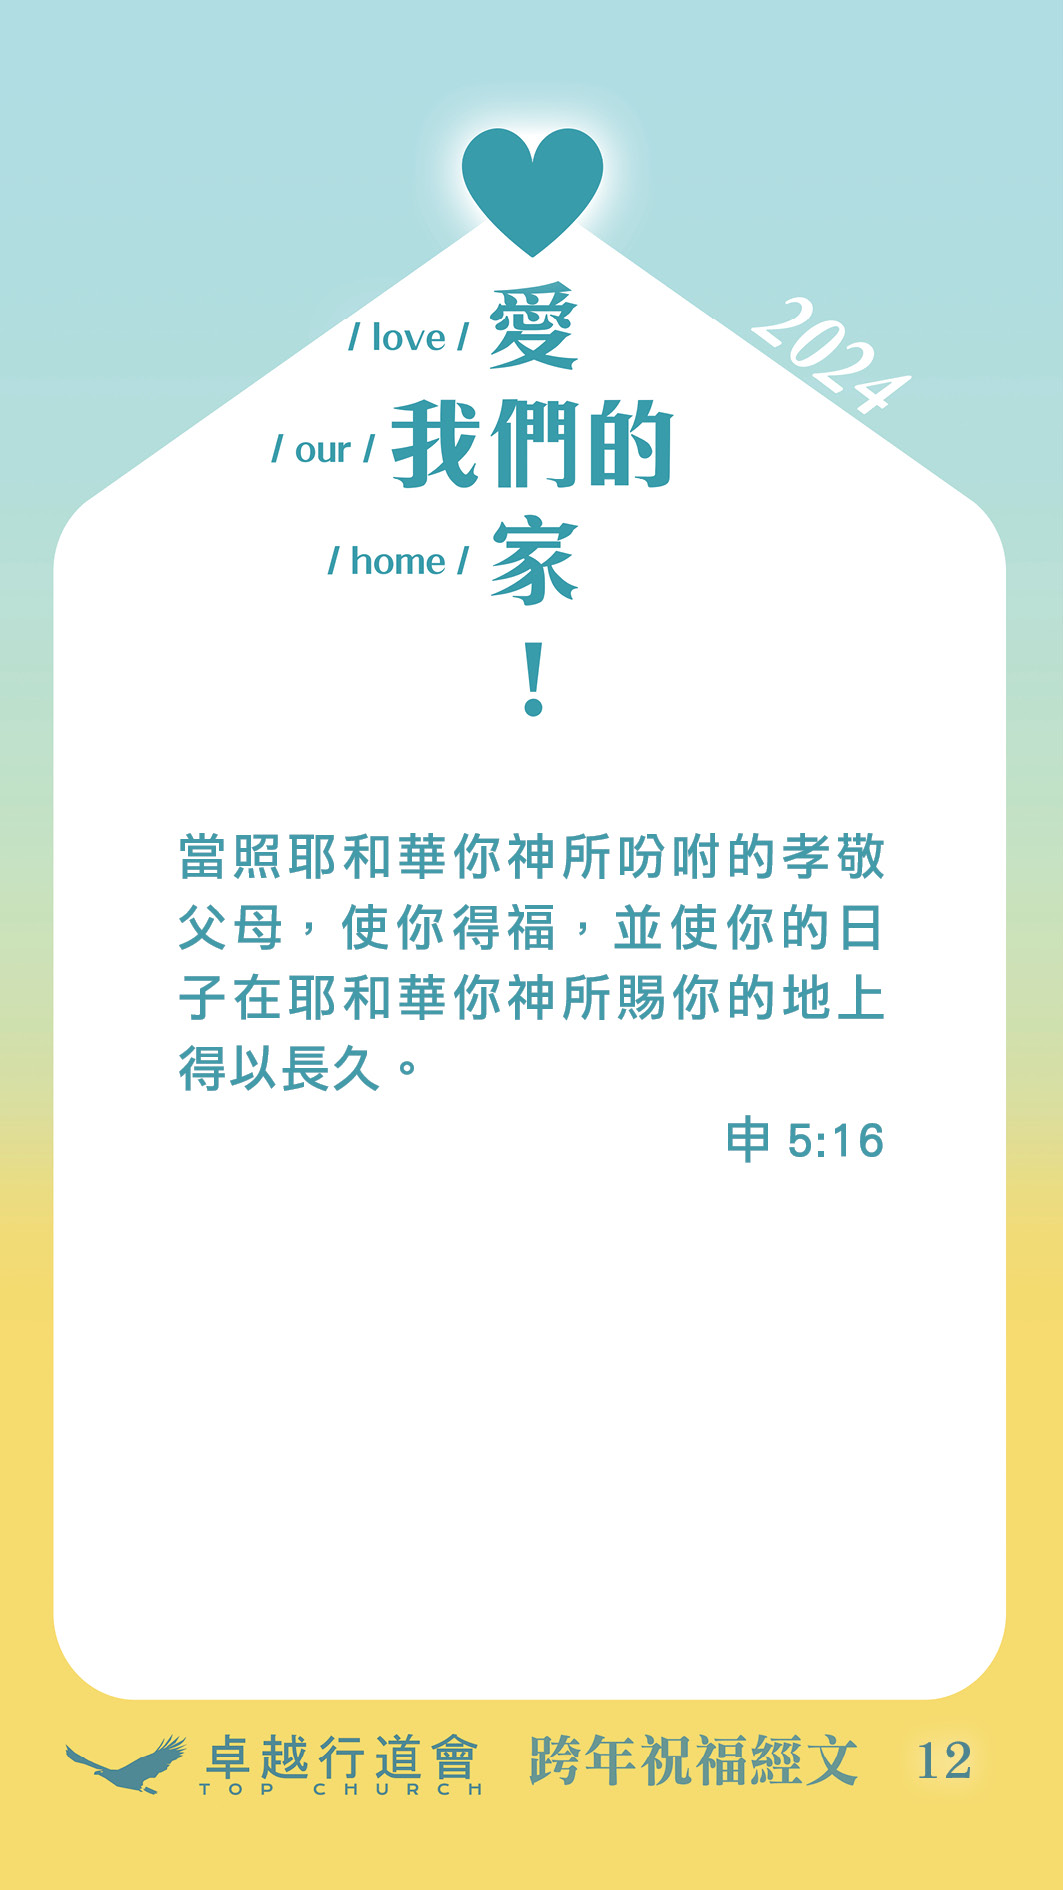 2024
/ love / 愛
/ our / 我們的
/ home / 家
!
當照耶和華你神所吩咐的孝敬
父母，使你得福，並使你的日
子在耶和華你神所賜你的地上
得以長久。
申 5:16
卓越行道會 跨年祝福經文 12
TOP CHURCH